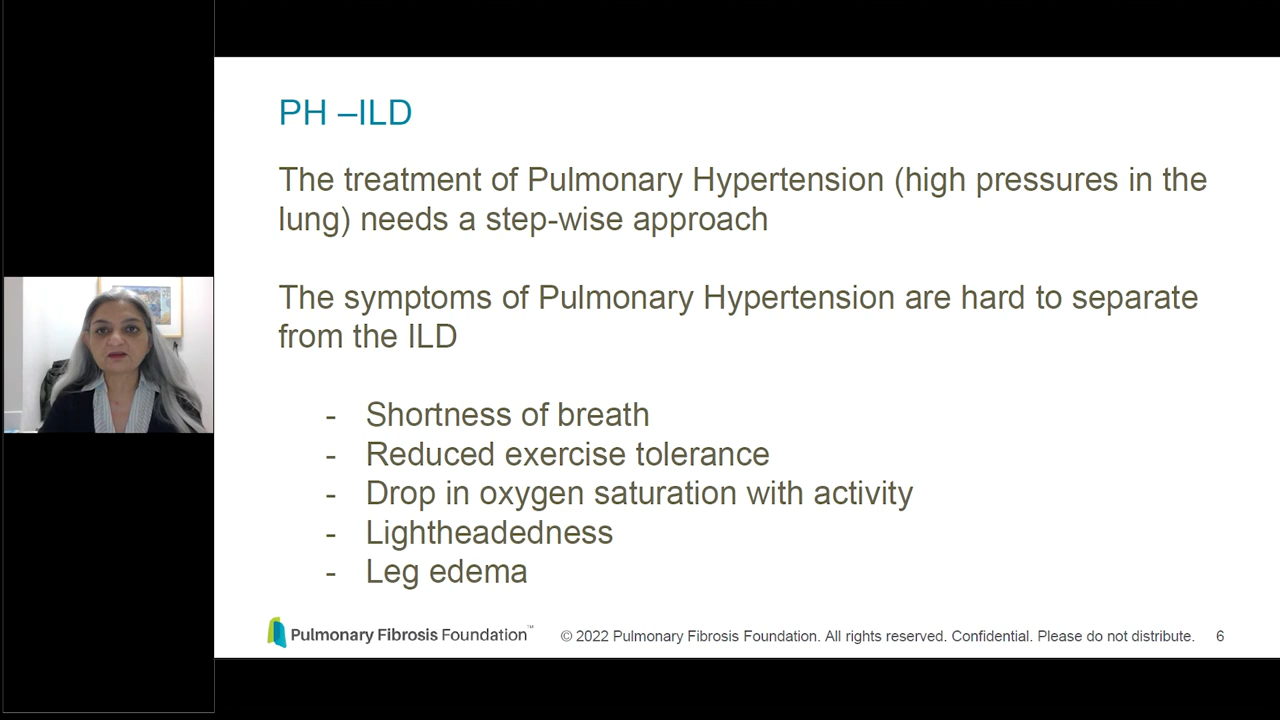 PH –ILD
The treatment of Pulmonary Hypertension (high pressures in the
lung) needs a step-wise approach
The symptoms of Pulmonary Hypertension are hard to separate
from the ILD
- Shortness of breath
- Reduced exercise tolerance
- Drop in oxygen saturation with activity
- Lightheadedness
- Leg edema
Pulmonary Fibrosis Foundation™ © 2022 Pulmonary Fibrosis Foundation. All rights reserved. Confidential. Please do not distribute. 6